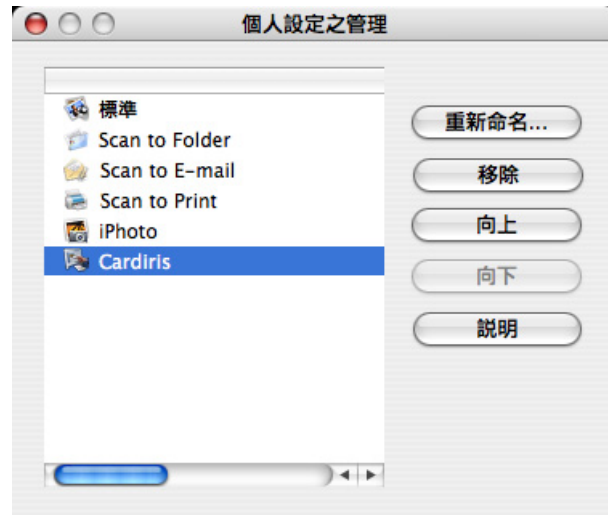 個人設定之管理
標準
Scan to Folder
Scan to E-mail
Scan to Print
iPhoto
Cardiris
重新命名...
移除
向上
向下
説明